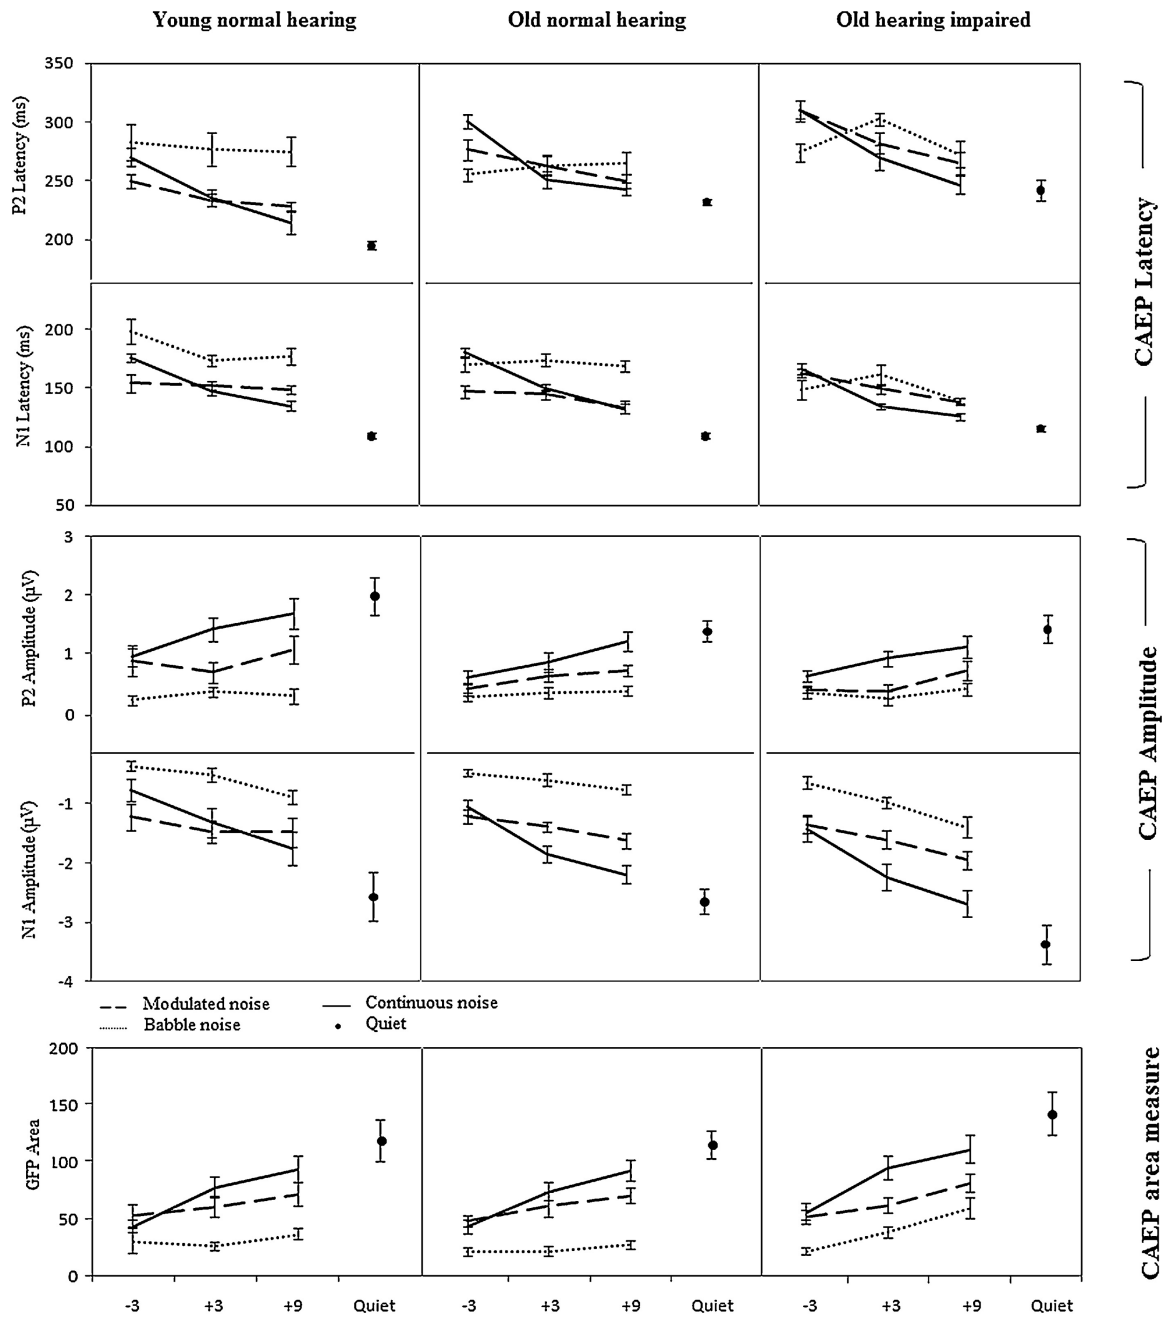 Young normal hearing Old normal hearing Old hearing impaired
P2 Latency (ms)
350
300
250
200
N1 Latency (ms)
200
150
100
50
CAEP Latency
P2 Amplitude (µV)
3
2
1
0
N1 Amplitude (µV)
-1
-2
-3
-4
CAEP Amplitude
Modulated noise Continuous noise
Babble noise Quiet
GFP Area
200
150
100
50
0
CAEP area measure
-3 +3 +9 Quiet -3 +3 +9 Quiet -3 +3 +9 Quiet